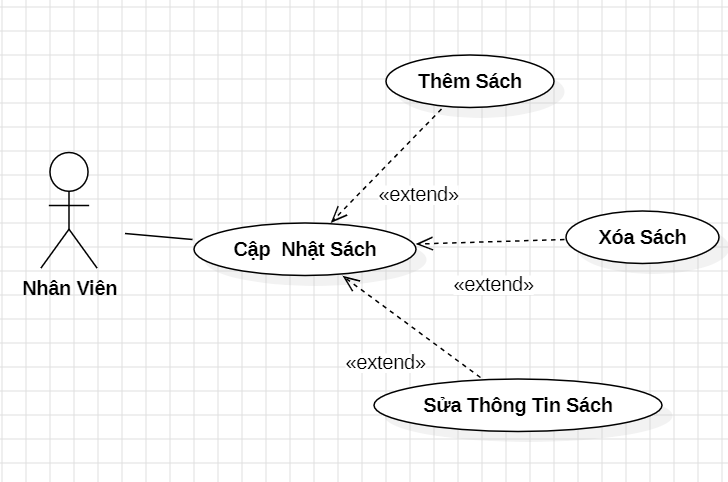 Thêm Sách
«extend»
Cập Nhật Sách
Xóa Sách
«extend»
Nhân Viên
«extend»
Sửa Thông Tin Sách